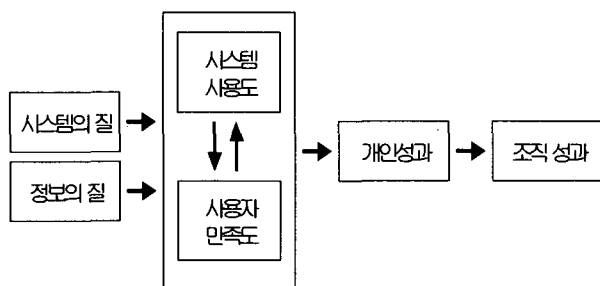 시스템
사용도
시스템의 질
정보의 질
사용자
만족도
개인성과
조직 성과